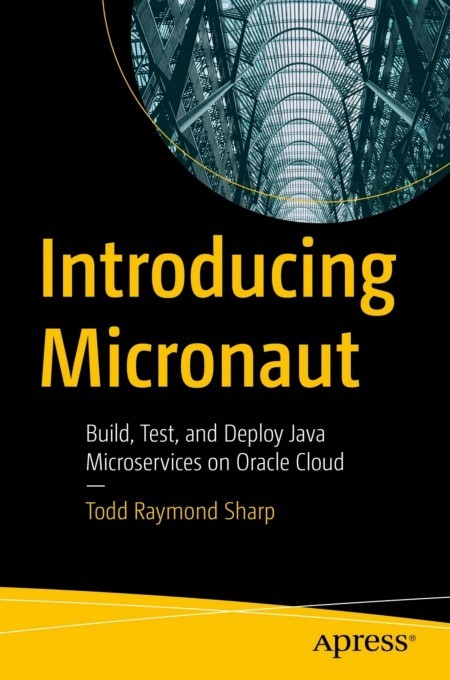 Introducing
Micronaut
Build, Test, and Deploy Java
Microservices on Oracle Cloud
Todd Raymond Sharp
Apress®